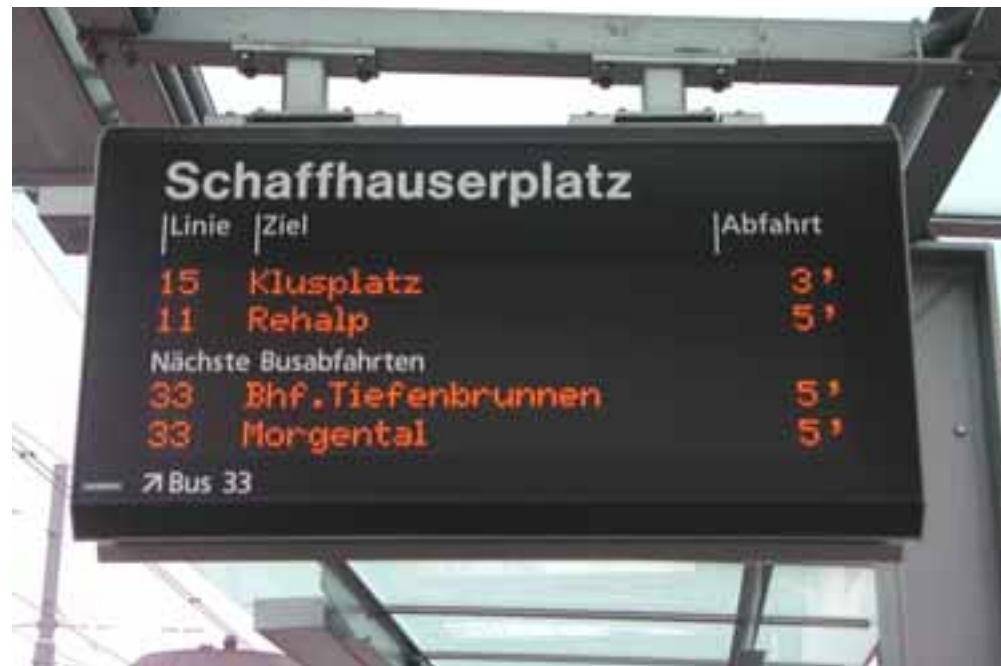 Schaffhauserplatz
Linie Ziel Abfahrt
15 Klusplatz 3'
11 Rehalp 5'
Nächste Busabfahrten
33 Bhf.Tiefenbrunnen 5'
33 Morgental 5'
↗ Bus 33